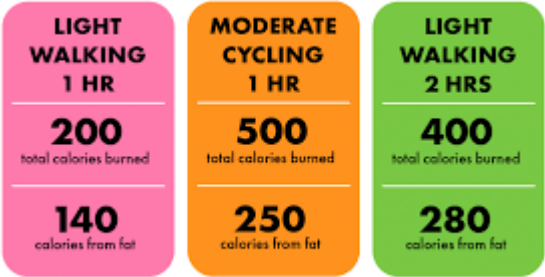 LIGHT
WALKING
1 HR
200
total calories burned
140
calories from fat
MODERATE
CYCLING
1 HR
500
total calories burned
250
calories from fat
LIGHT
WALKING
2 HRS
400
total calories burned
280
calories from fat